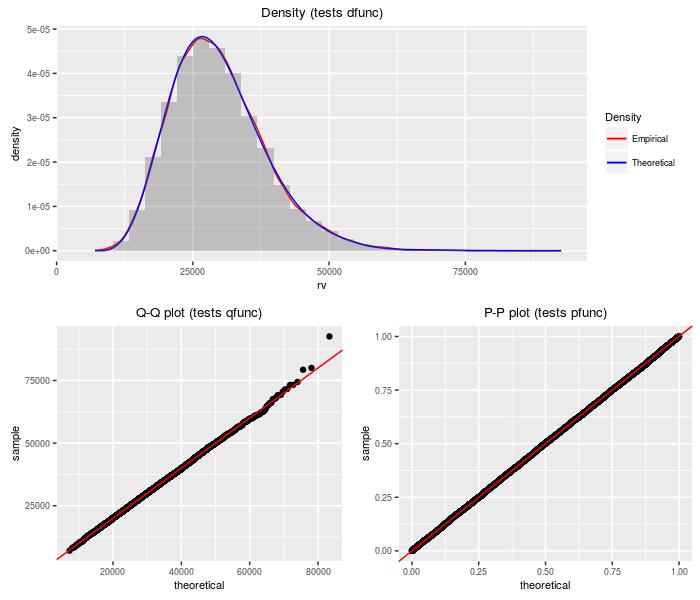 Density (tests dfunc)
5e-05
4e-05
3e-05
2e-05
1e-05
0e+00
density
0
25000
50000
75000
rv
Density
Empirical
Theoretical
Q-Q plot (tests qfunc)
75000
50000
25000
sample
20000
40000
60000
80000
theoretical
P-P plot (tests pfunc)
1.00
0.75
0.50
0.25
0.00
sample
0.00
0.25
0.50
0.75
1.00
theoretical